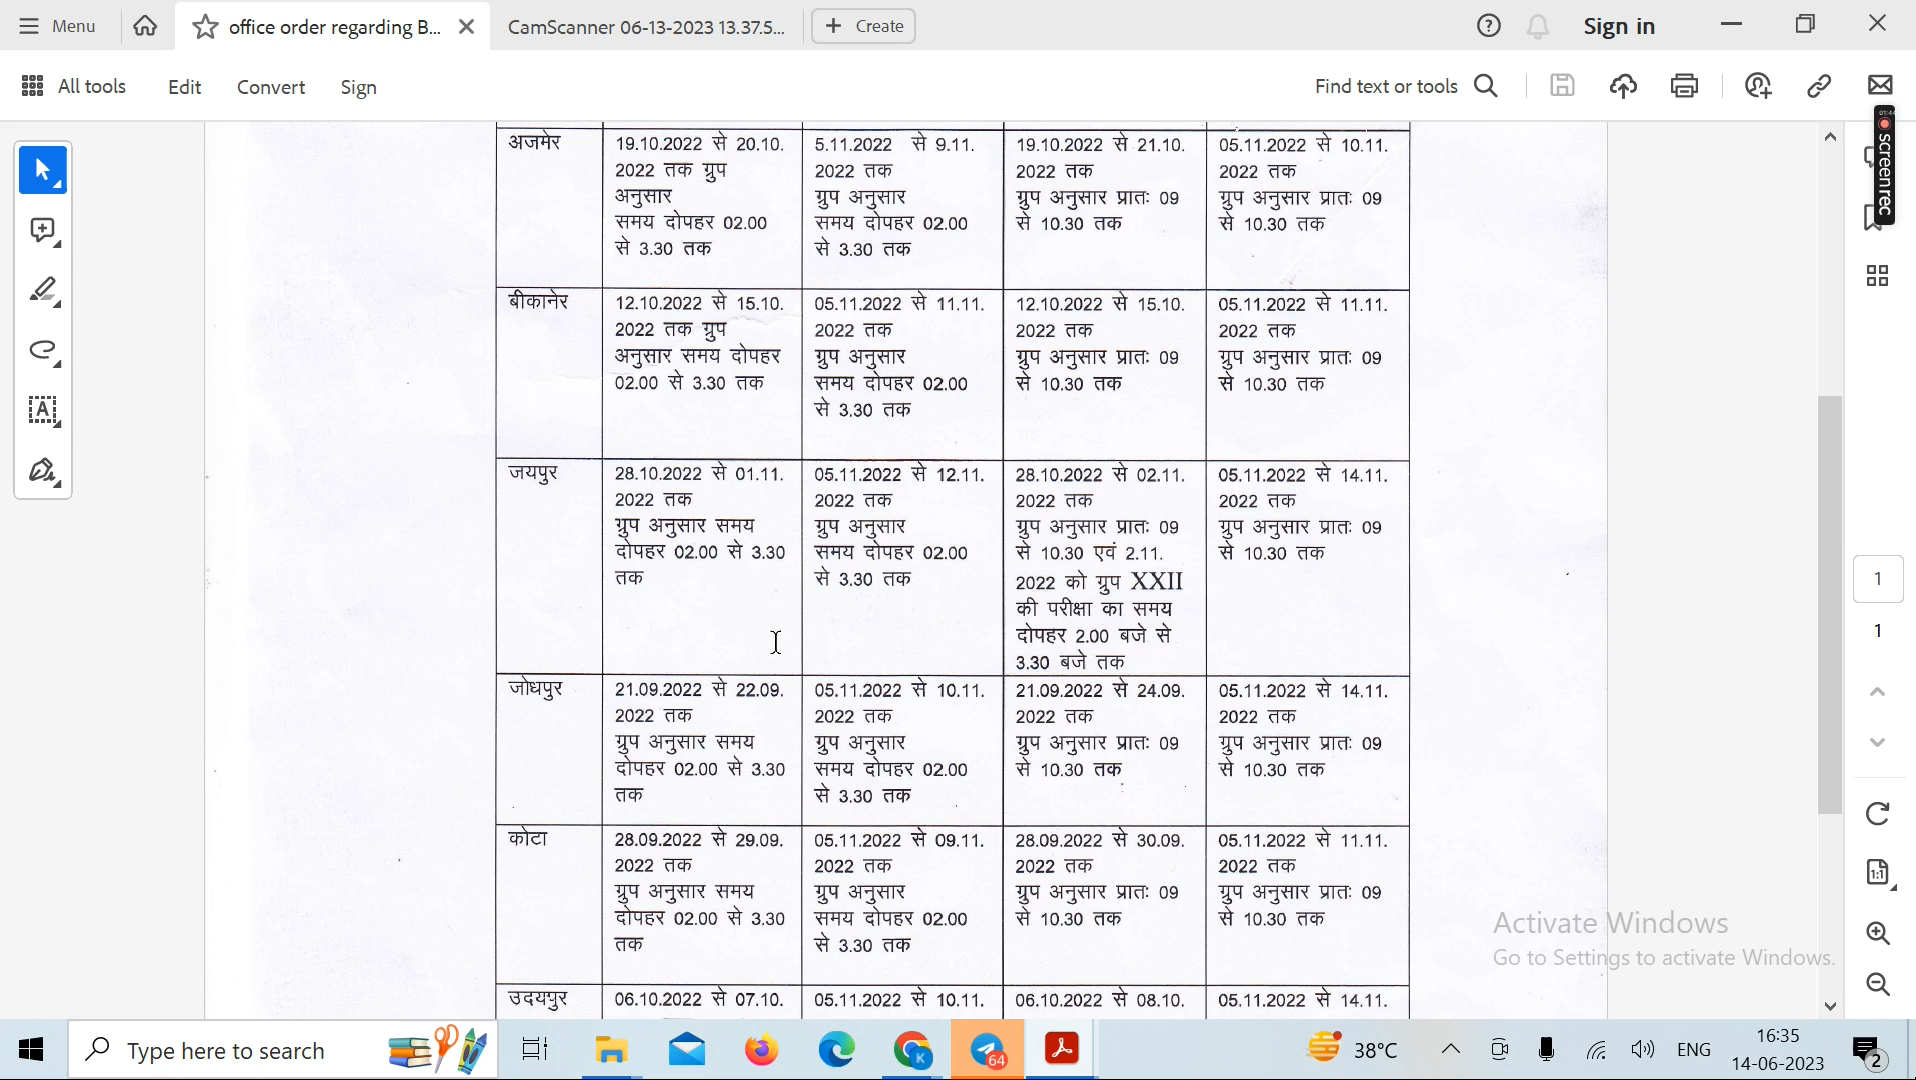 Menu
office order regarding B...
CamScanner 06-13-2023 13.37.5...
Create
Sign in
All tools
Edit
Convert
Sign
Find text or tools
01:44
screenrec
अजमेर
19.10.2022 से 20.10.
2022 तक ग्रुप
अनुसार
समय दोपहर 02.00
से 3.30 तक
5.11.2022 से 9.11.
2022 तक
ग्रुप अनुसार
समय दोपहर 02.00
से 3.30 तक
19.10.2022 से 21.10.
2022 तक
ग्रुप अनुसार प्रातः 09
से 10.30 तक
05.11.2022 से 10.11.
2022 तक
ग्रुप अनुसार प्रातः 09
से 10.30 तक
बीकानेर
12.10.2022 से 15.10.
2022 तक ग्रुप
अनुसार समय दोपहर
02.00 से 3.30 तक
05.11.2022 से 11.11.
2022 तक
ग्रुप अनुसार
समय दोपहर 02.00
से 3.30 तक
12.10.2022 से 15.10.
2022 तक
ग्रुप अनुसार प्रातः 09
से 10.30 तक
05.11.2022 से 11.11.
2022 तक
ग्रुप अनुसार प्रातः 09
से 10.30 तक
जयपुर
28.10.2022 से 01.11.
2022 तक
ग्रुप अनुसार समय
दोपहर 02.00 से 3.30
तक
05.11.2022 से 12.11.
2022 तक
ग्रुप अनुसार
समय दोपहर 02.00
से 3.30 तक
28.10.2022 से 02.11.
2022 तक
ग्रुप अनुसार प्रातः 09
से 10.30 एवं 2.11.
2022 को ग्रुप XXII
की परीक्षा का समय
दोपहर 2.00 बजे से
3.30 बजे तक
05.11.2022 से 14.11.
2022 तक
ग्रुप अनुसार प्रातः 09
से 10.30 तक
जोधपुर
21.09.2022 से 22.09.
2022 तक
ग्रुप अनुसार समय
दोपहर 02.00 से 3.30
तक
05.11.2022 से 10.11.
2022 तक
ग्रुप अनुसार
समय दोपहर 02.00
से 3.30 तक
21.09.2022 से 24.09.
2022 तक
ग्रुप अनुसार प्रातः 09
से 10.30 तक
05.11.2022 से 14.11.
2022 तक
ग्रुप अनुसार प्रातः 09
से 10.30 तक
कोटा
28.09.2022 से 29.09.
2022 तक
ग्रुप अनुसार समय
दोपहर 02.00 से 3.30
तक
05.11.2022 से 09.11.
2022 तक
ग्रुप अनुसार
समय दोपहर 02.00
से 3.30 तक
28.09.2022 से 30.09.
2022 तक
ग्रुप अनुसार प्रातः 09
से 10.30 तक
05.11.2022 से 11.11.
2022 तक
ग्रुप अनुसार प्रातः 09
से 10.30 तक
उदयपुर
06.10.2022 से 07.10.
05.11.2022 से 10.11.
06.10.2022 से 08.10.
05.11.2022 से 14.11.
1
1
1:1
Activate Windows
Go to Settings to activate Windows.
Type here to search
K
64
38°C
ENG
16:35
14-06-2023
2